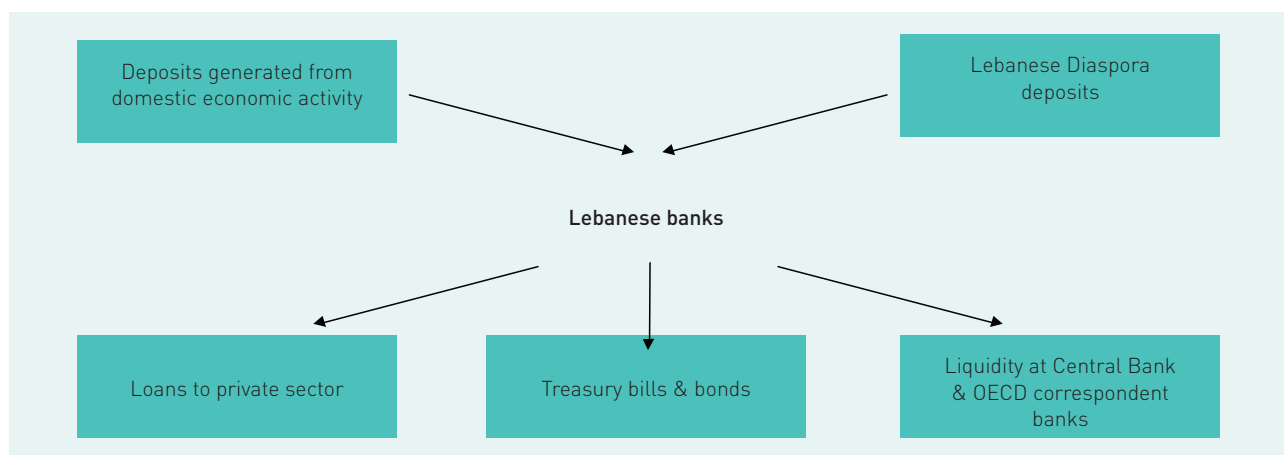 Deposits generated from
domestic economic activity
Lebanese Diaspora
deposits
Lebanese banks
Loans to private sector
Treasury bills & bonds
Liquidity at Central Bank
& OECD correspondent
banks